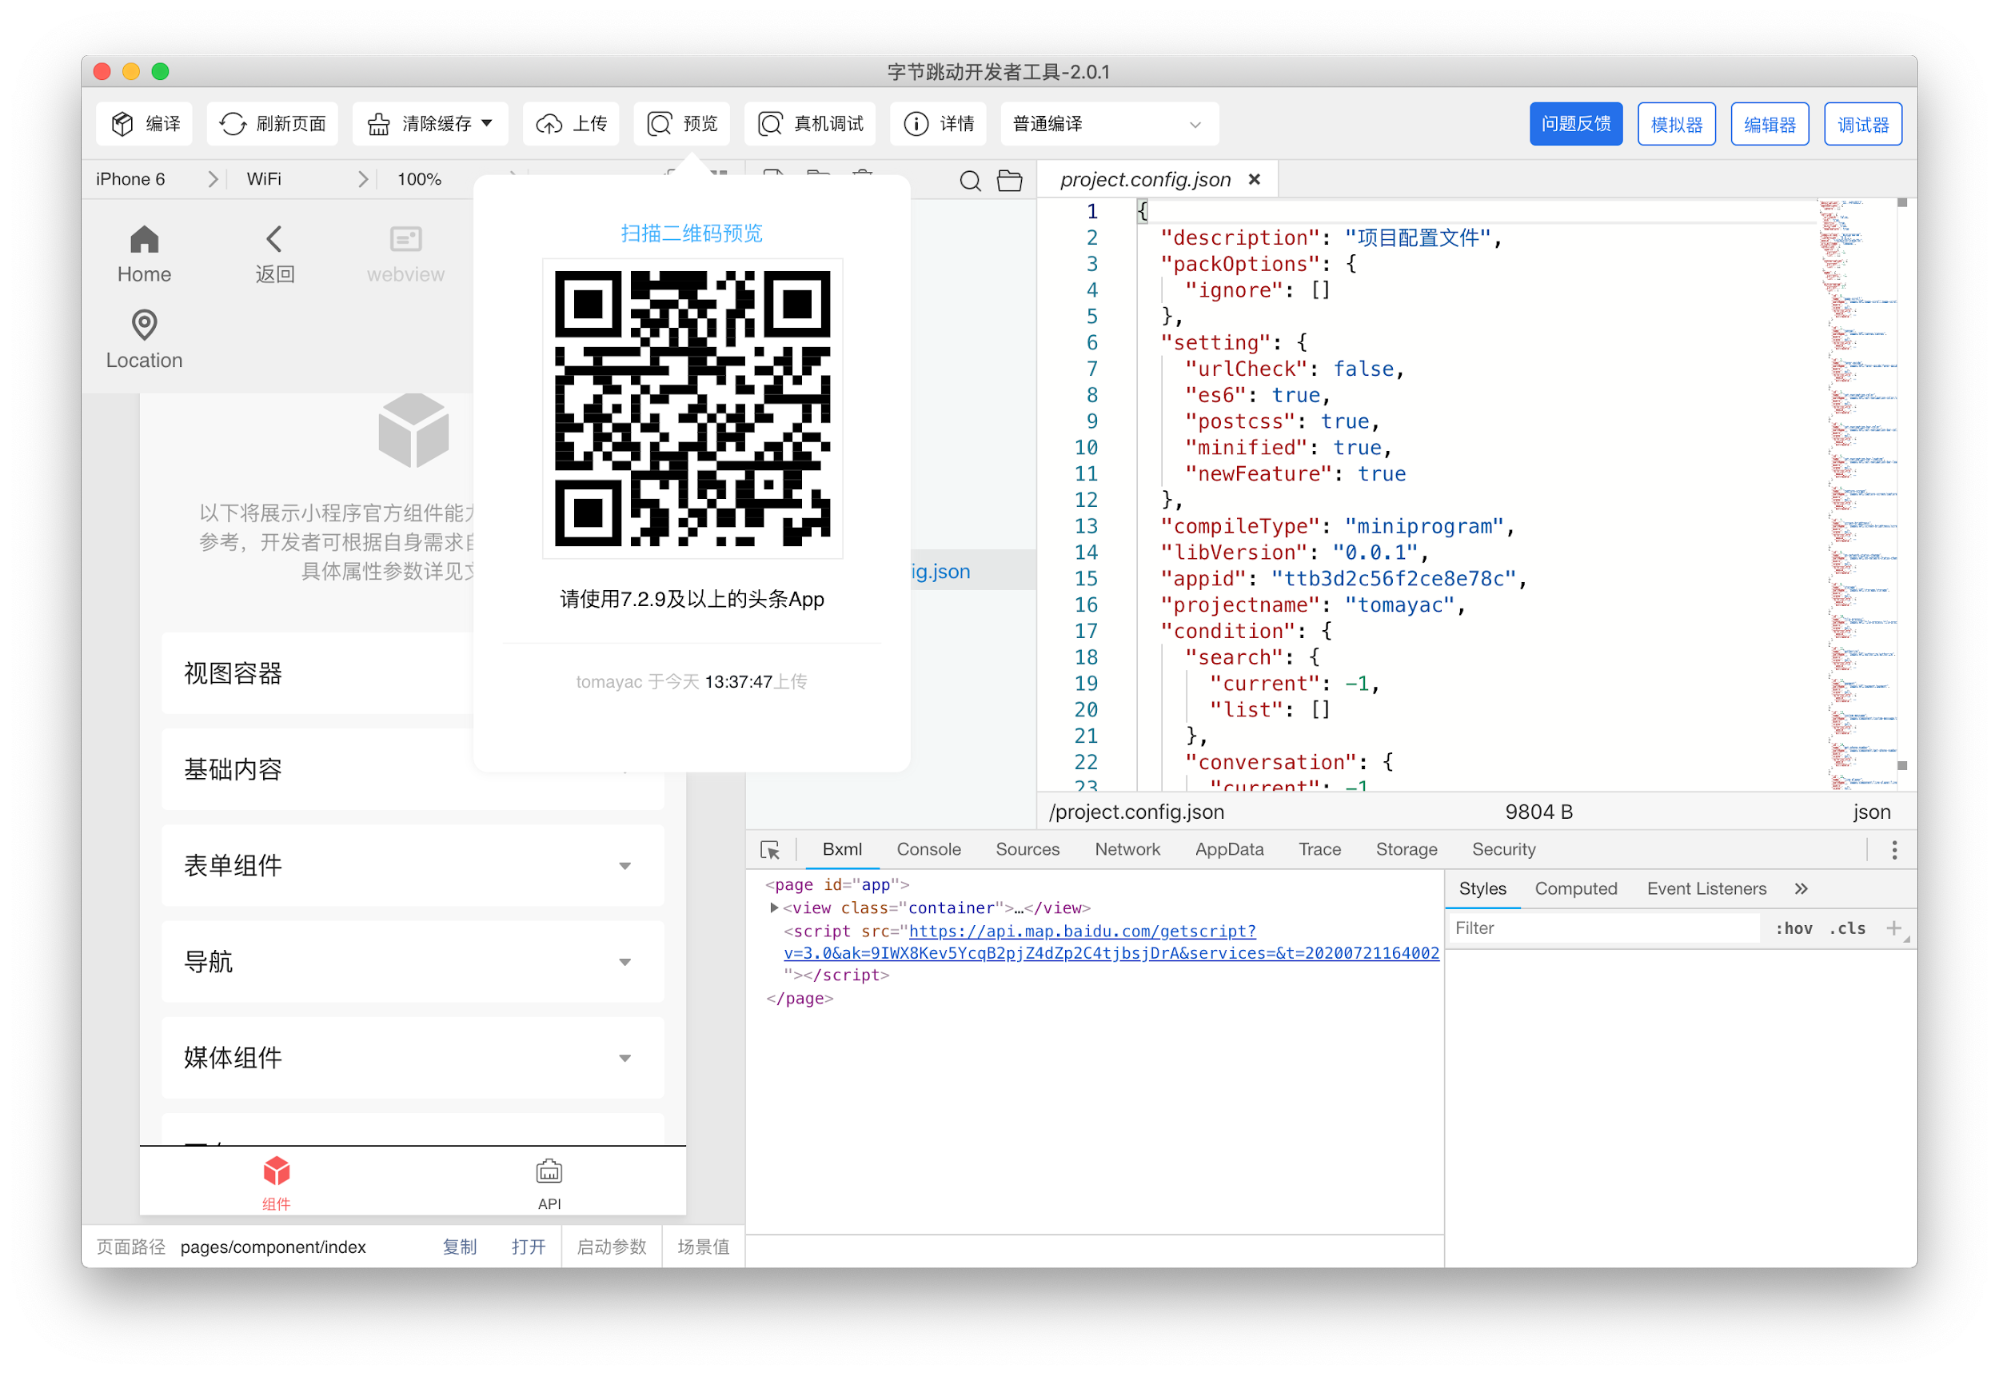 字节跳动开发者工具-2.0.1
编译
刷新页面
清除缓存
上传
预览
真机调试
详情
普通编译
问题反馈
模拟器
编辑器
调试器
iPhone 6
WiFi
100%
Home
返回
webview
Location
以下将展示小程序官方组件能
参考，开发者可根据自身需求自
具体属性参数详见文
视图容器
基础内容
表单组件
导航
媒体组件
组件
API
页面路径
pages/component/index
复制
打开
启动参数
场景值
扫描二维码预览
请使用7.2.9及以上的头条App
tomayac 于今天 13:37:47上传
ig.json
project.config.json
1 {
2 "description": "项目配置文件",
3 "packOptions": {
4 "ignore": []
5 },
6 "setting": {
7 "urlCheck": false,
8 "es6": true,
9 "postcss": true,
10 "minified": true,
11 "newFeature": true
12 },
13 "compileType": "miniprogram",
14 "libVersion": "0.0.1",
15 "appid": "ttb3d2c56f2ce8e78c",
16 "projectname": "tomayac",
17 "condition": {
18 "search": {
19 "current": -1,
20 "list": []
21 },
22 "conversation": {
23 "current": -1
/project.config.json
9804 B
json
Bxml
Console
Sources
Network
AppData
Trace
Storage
Security
<page id="app">
<view class="container">…</view>
<script src="https://api.map.baidu.com/getscript?
v=3.0&ak=9IWX8Kev5YcqB2pjZ4dZp2C4tjbsjDrA&services=&t=20200721164002
"></script>
</page>
Styles
Computed
Event Listeners
Filter
:hov
.cls